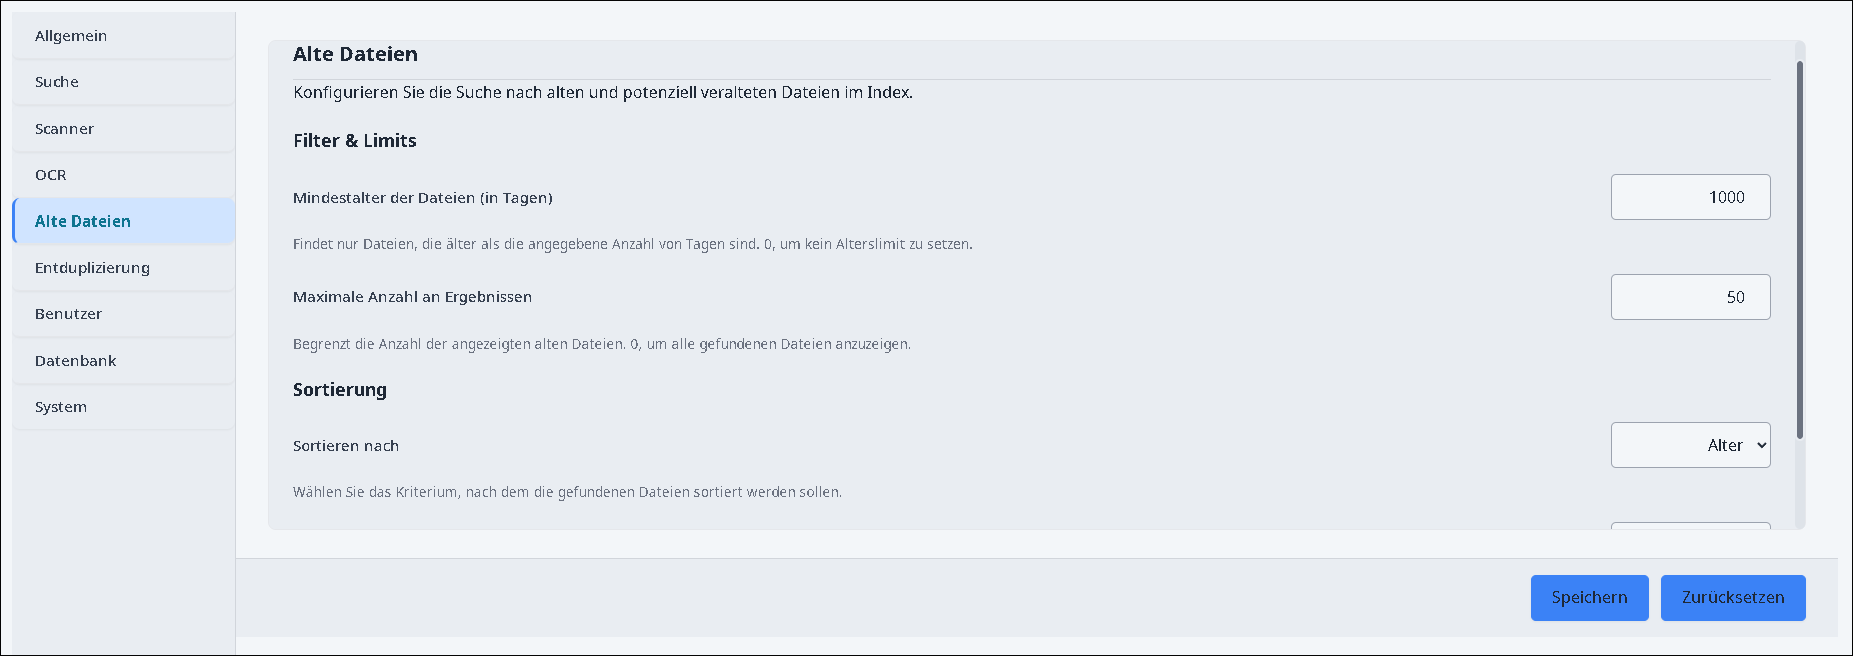 Allgemein
Suche
Scanner
OCR
Alte Dateien
Entduplizierung
Benutzer
Datenbank
System
Alte Dateien
Konfigurieren Sie die Suche nach alten und potenziell veralteten Dateien im Index.
Filter & Limits
Mindestalter der Dateien (in Tagen)
1000
Findet nur Dateien, die älter als die angegebene Anzahl von Tagen sind. 0, um kein Alterslimit zu setzen.
Maximale Anzahl an Ergebnissen
50
Begrenzt die Anzahl der angezeigten alten Dateien. 0, um alle gefundenen Dateien anzuzeigen.
Sortierung
Sortieren nach
Alter
Wählen Sie das Kriterium, nach dem die gefundenen Dateien sortiert werden sollen.
Speichern
Zurücksetzen